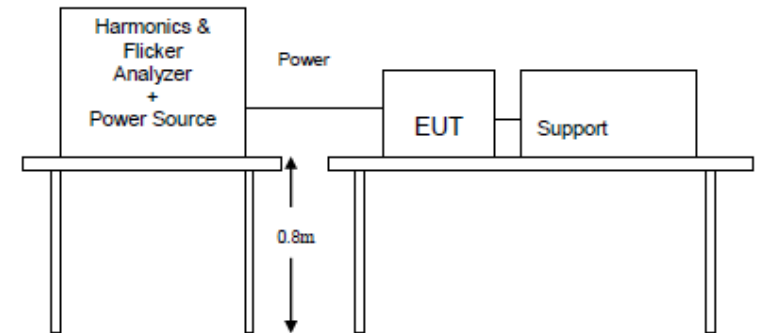 Harmonics &
Flicker
Analyzer
+
Power Source
Power
EUT
Support
0.8m